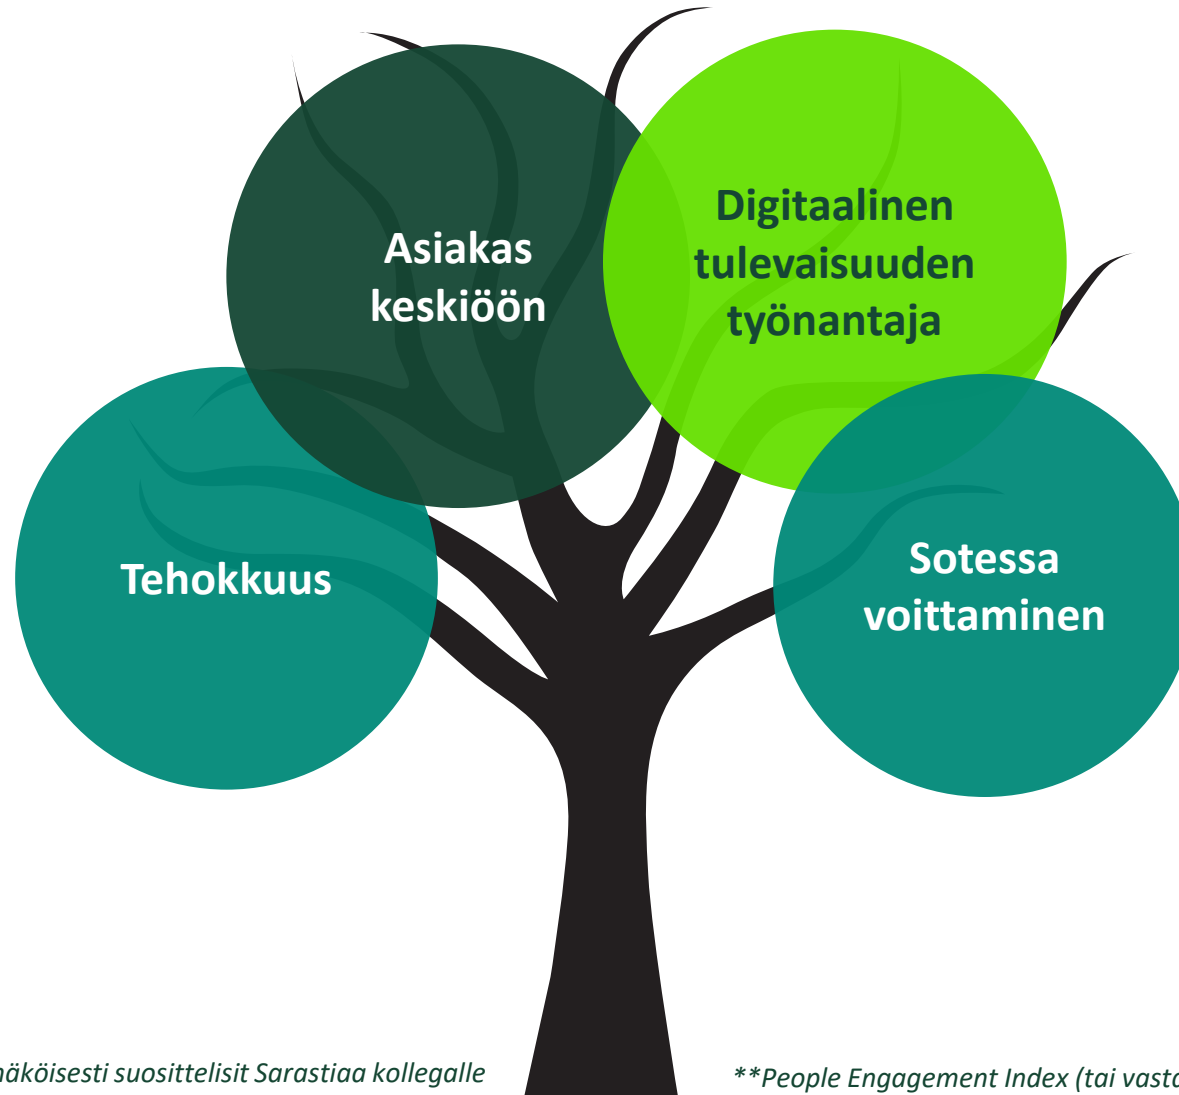 Asiakas
keskiöön
Digitaalinen
tulevaisuuden
työnantaja
Tehokkuus
Sotessa
voittaminen
suosittelisit Sarastiaa kollegalle
**People Engagement Index (tai